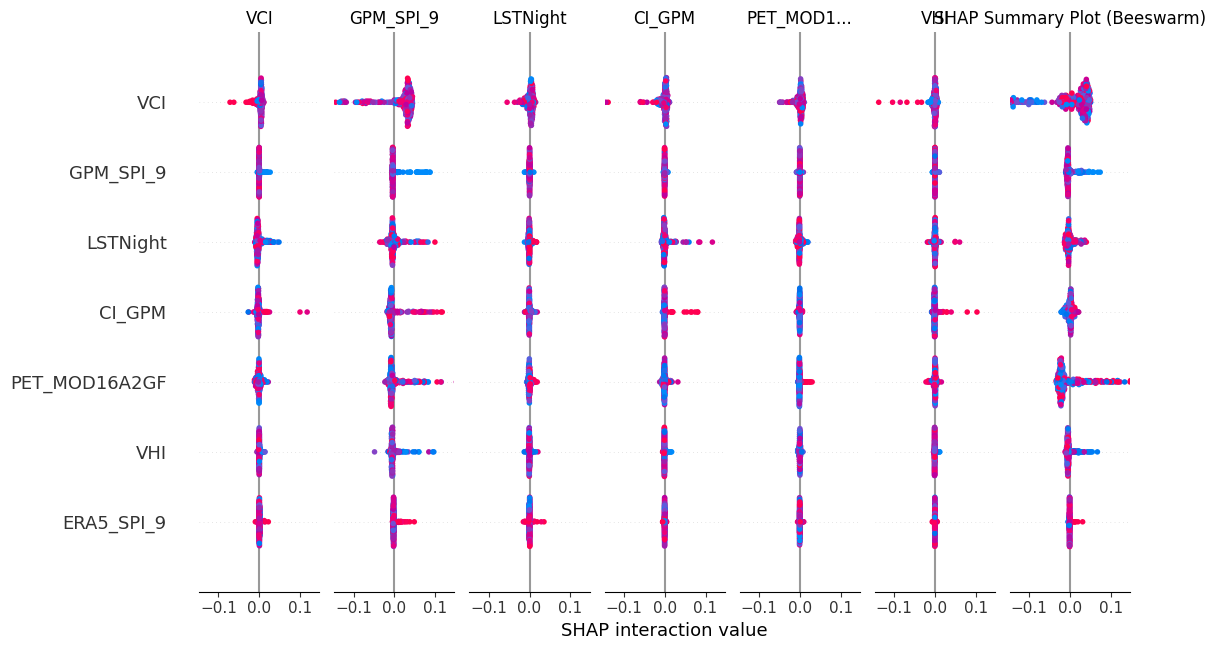 VCI GPM_SPI_9 LSTNight CI_GPM PET_MOD1... VHI SHAP Summary Plot (Beeswarm)
VCI
GPM_SPI_9
LSTNight
CI_GPM
PET_MOD16A2GF
VHI
ERA5_SPI_9
−0.1 0.0 0.1 −0.1 0.0 0.1 −0.1 0.0 0.1 −0.1 0.0 0.1 −0.1 0.0 0.1 −0.1 0.0 0.1 −0.1 0.0 0.1
SHAP interaction value